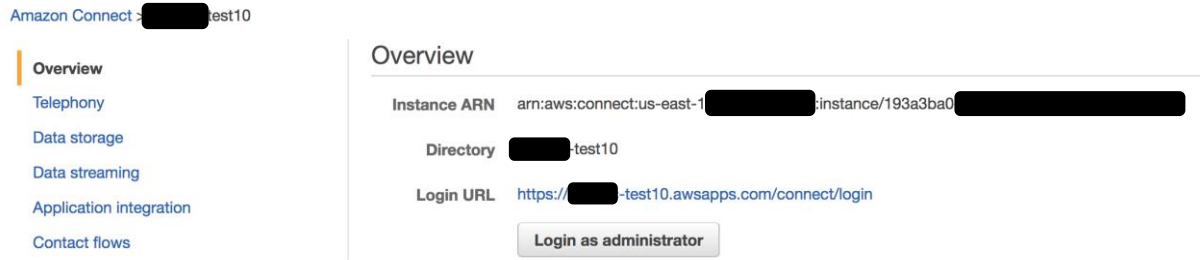 Amazon Connect > test10
Overview
Telephony
Data storage
Data streaming
Application integration
Contact flows
Overview
Instance ARN arn:aws:connect:us-east-1 :instance/193a3ba0
Directory -test10
Login URL https:// -test10.awsapps.com/connect/login
Login as administrator